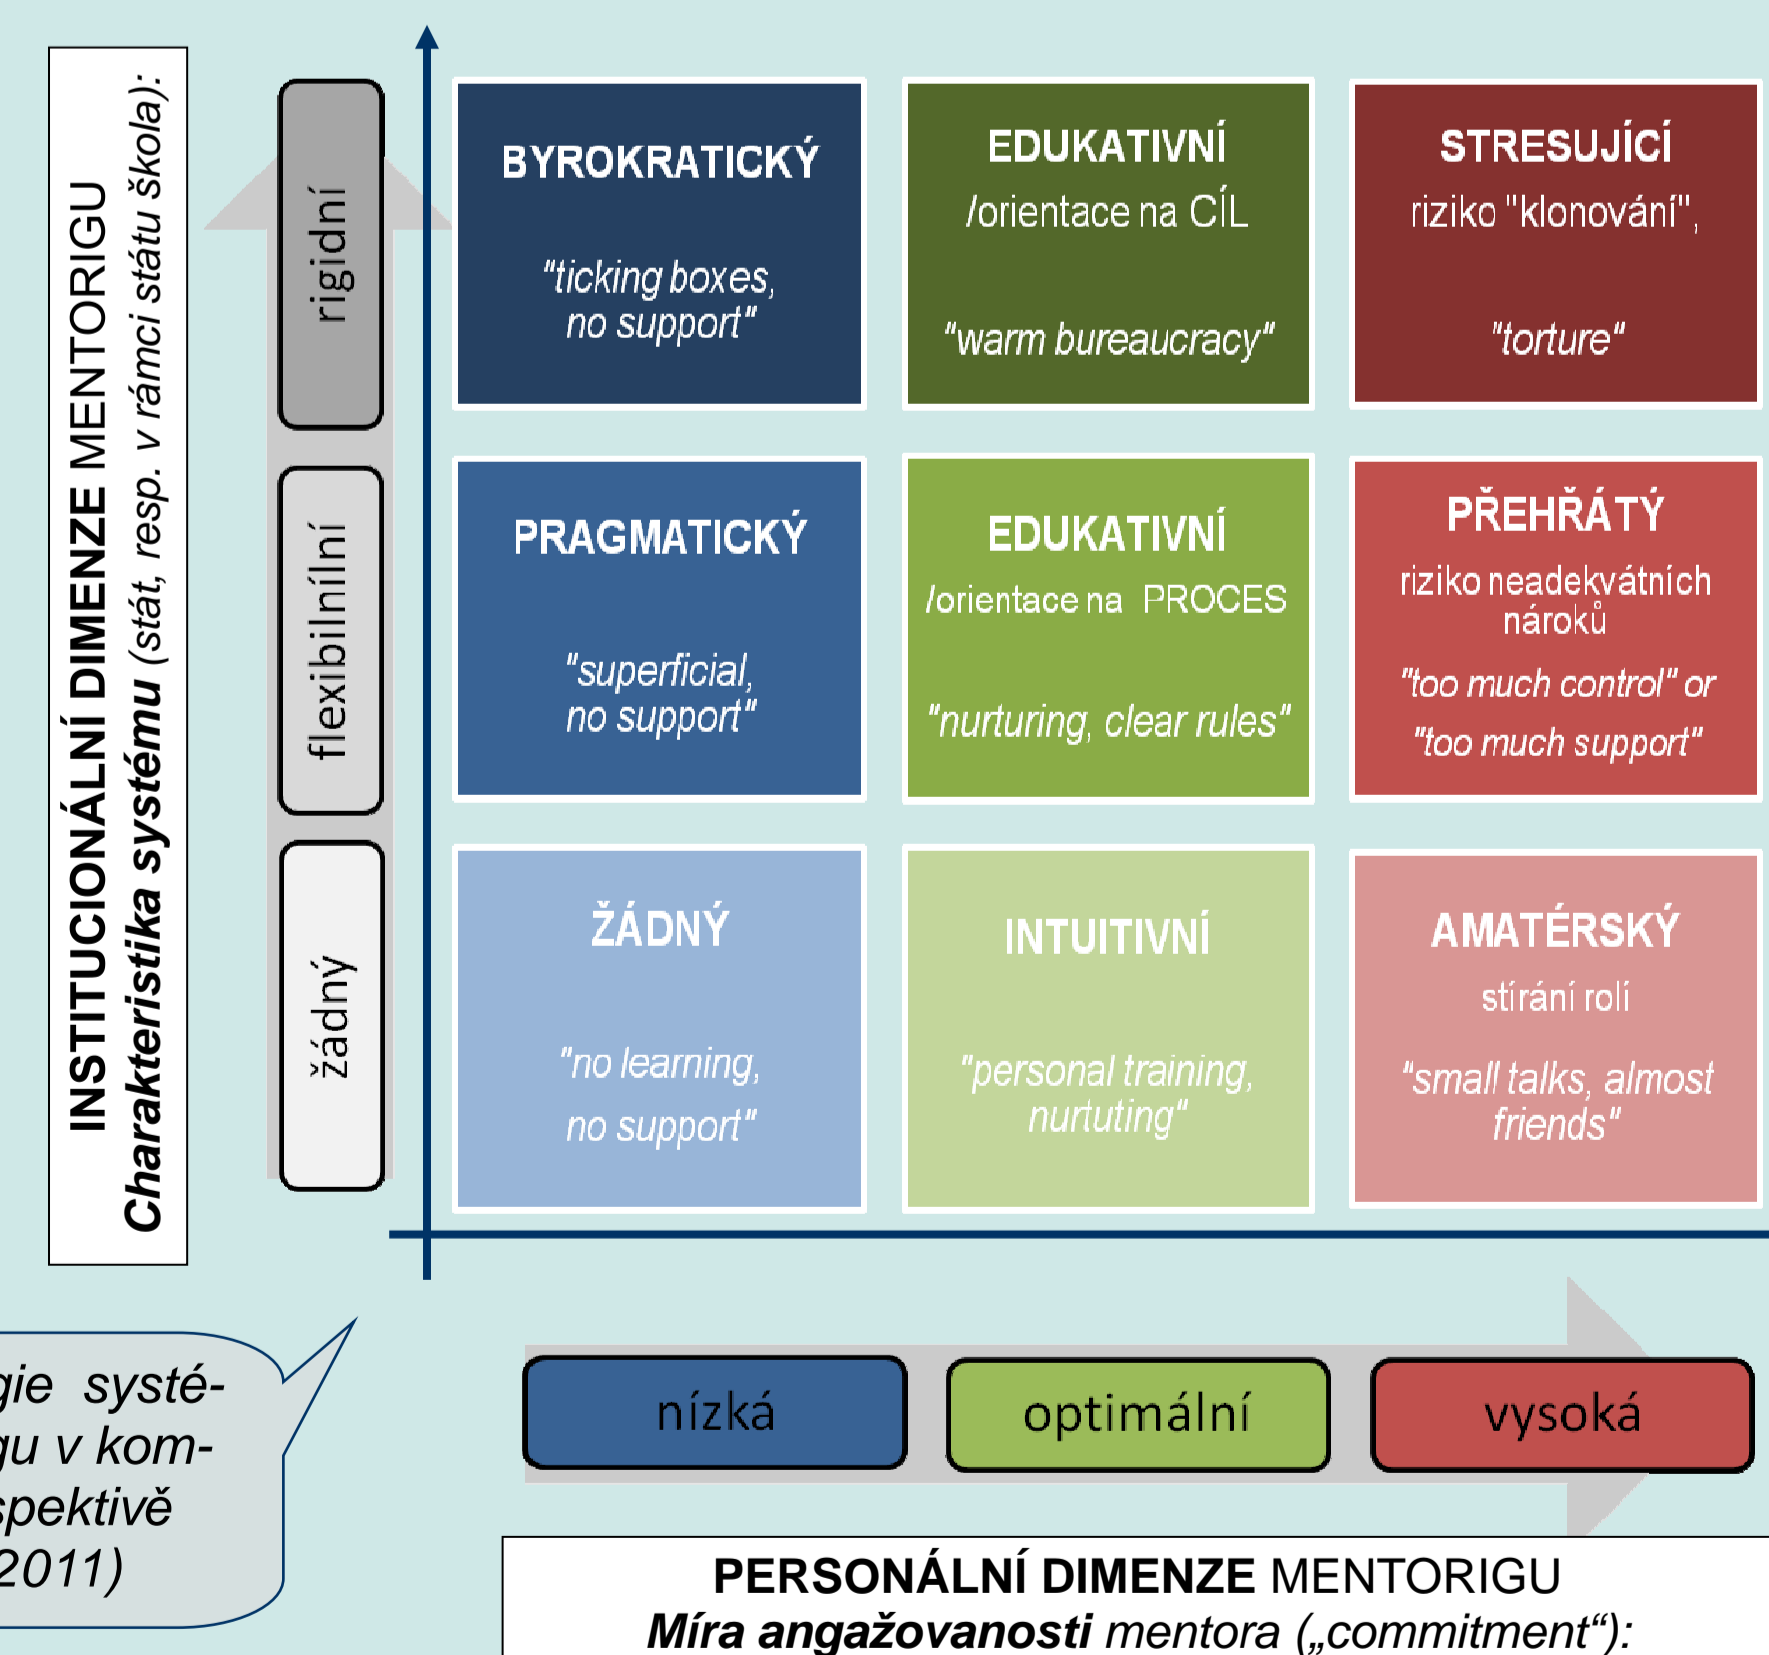 INSTITUCIONÁLNÍ DIMENZE MENTORIGU
Charakteristika systému (stát, resp. v rámci státu škola):
rigidní
flexibilnílní
žádný
BYROKRATICKÝ
"ticking boxes,
no support"
EDUKATIVNÍ
/orientace na CÍL
"warm bureaucracy"
STRESUJÍCÍ
riziko "klonování",
"torture"
PRAGMATICKÝ
"superficial,
no support"
EDUKATIVNÍ
/orientace na PROCES
"nurturing, clear rules"
PŘEHŘÁTÝ
riziko neadekvátních
nároků
"too much control" or
"too much support"
ŽÁDNÝ
"no learning,
no support"
INTUITIVNÍ
"personal training,
nurtuting"
AMATÉRSKÝ
stírání rolí
"small talks, almost
friends"
nízká
optimální
vysoká
gie systé-
gu v kom-
spektivě
2011)
PERSONÁLNÍ DIMENZE MENTORIGU
Míra angažovanosti mentora („commitment“):